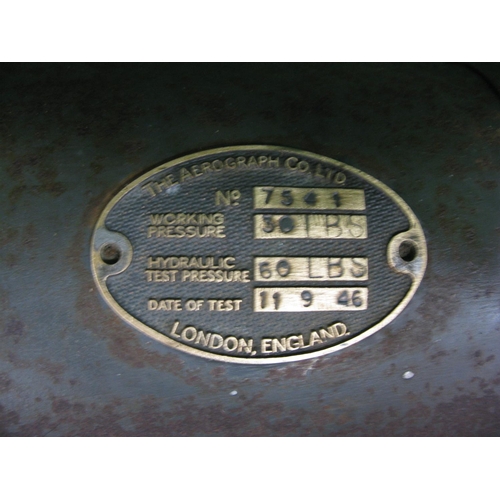 THE AEROGRAPH CO. LTD.
No 7541
WORKING PRESSURE 30 LBS
HYDRAULIC TEST PRESSURE 60 LBS
DATE OF TEST 11 9 46
LONDON, ENGLAND.